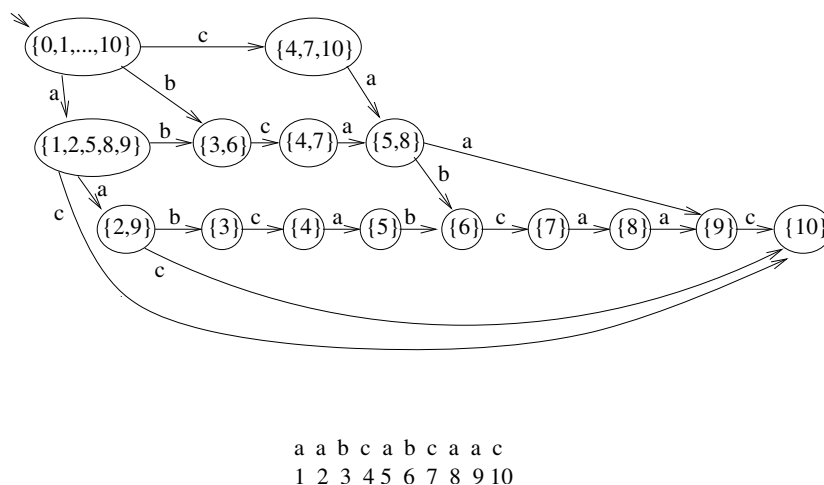 {0,1,...,10} c {4,7,10}
a b a
{1,2,5,8,9} b {3,6} c {4,7} a {5,8} a
c a b
{2,9} b {3} c {4} a {5} b {6} c {7} a {8} a {9} c {10}
c
a a b c a b c a a c
1 2 3 4 5 6 7 8 9 10